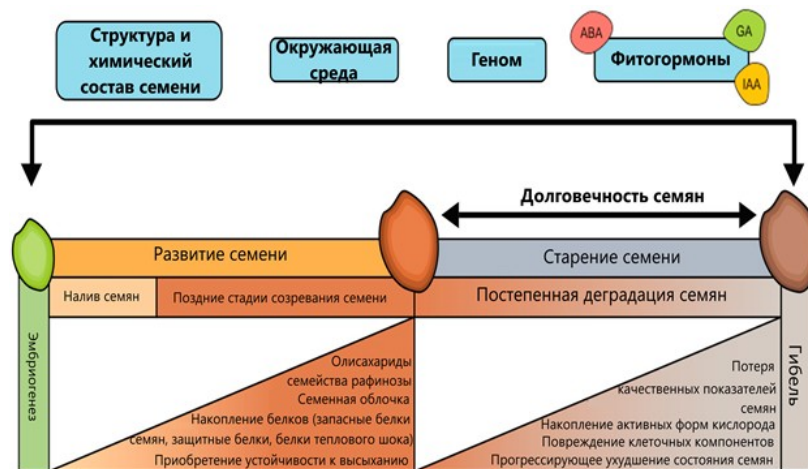 Структура и
химический
состав семени
Окружающая
среда
Геном
ABA
GA
Фитогормоны
IAA
Долговечность семян
Развитие семени
Старение семени
Налив семян
Поздние стадии созревания семени
Постепенная деградация семян
Эмбриогенез
Олисахариды
семейства рафинозы
Семенная облочка
Накопление белков (запасные белки
семян, защитные белки, белки теплового шока)
Приобретение устойчивости к высыханию
Потеря
качественных показателей
семян
Накопление активных форм кислорода
Повреждение клеточных компонентов
Прогрессирующее ухудшение состояния семян
Гибель